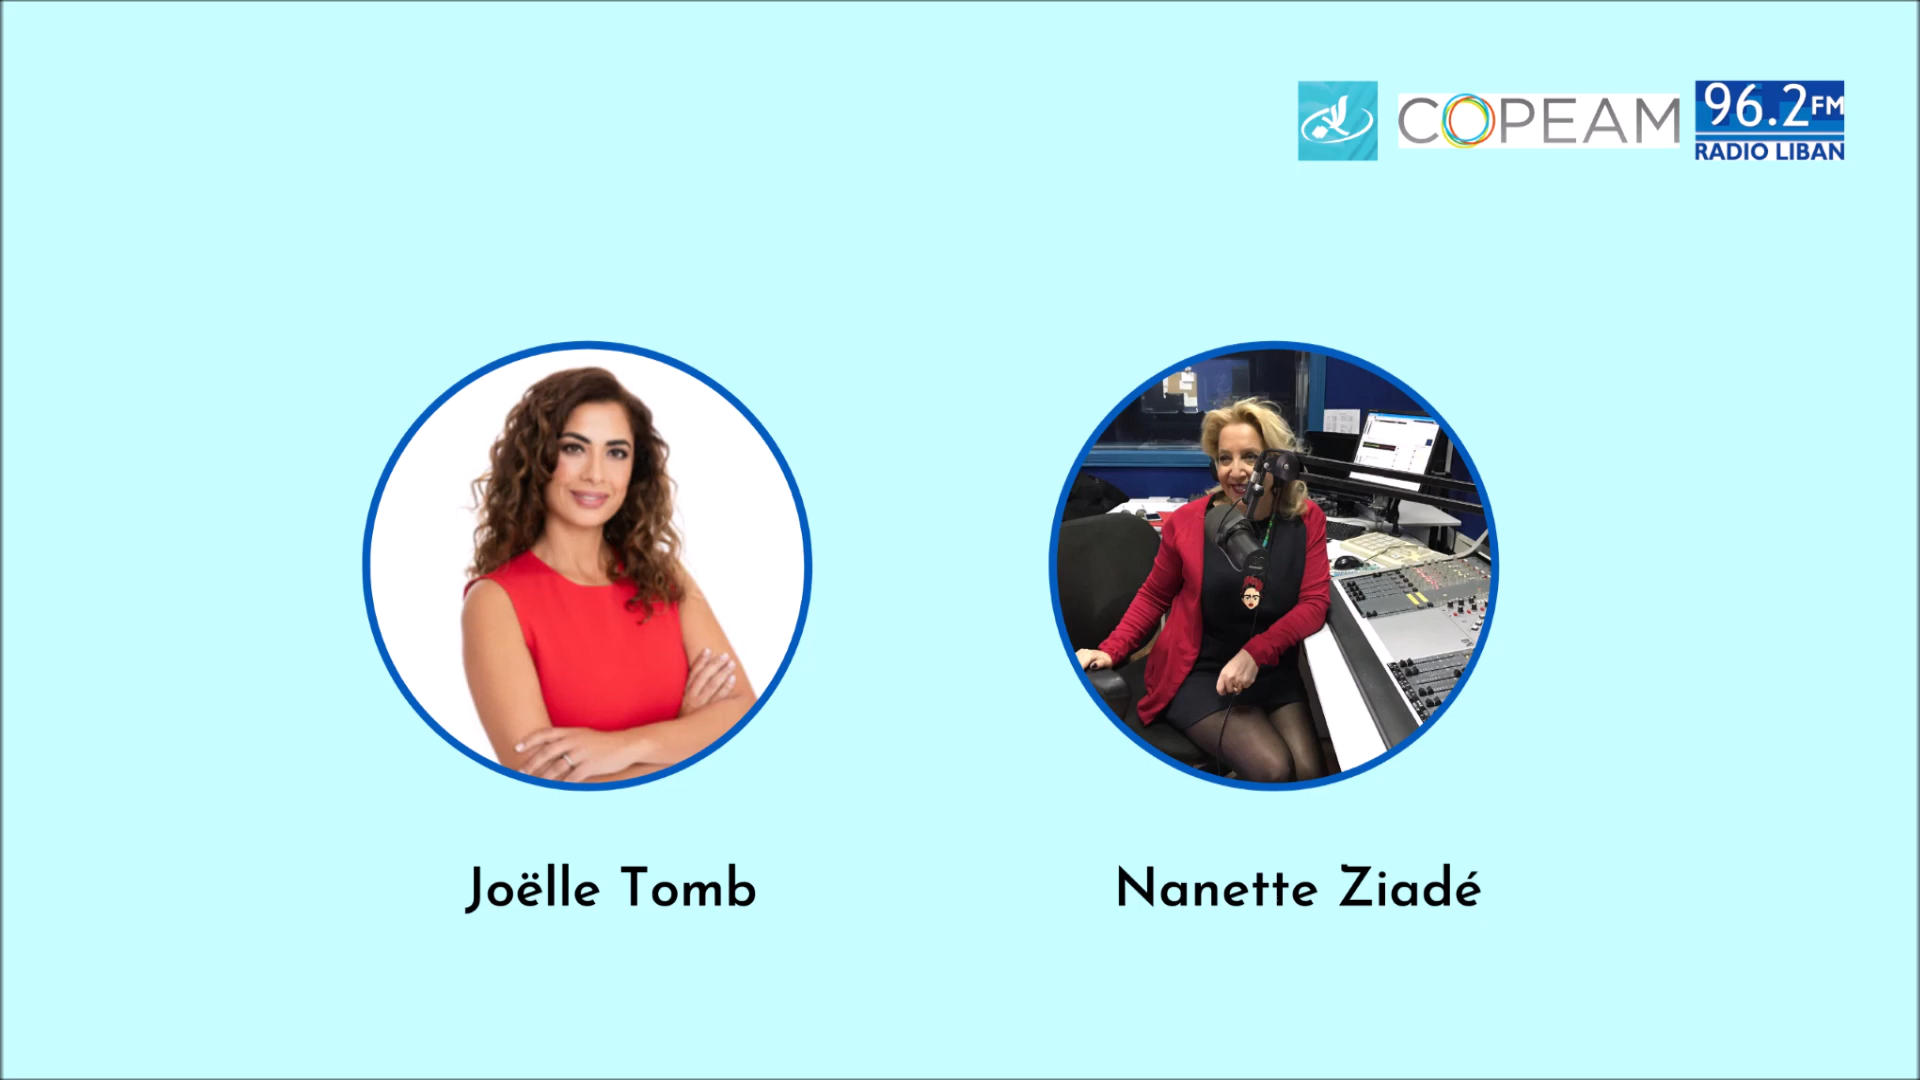 COPEAM
96.2 FM
RADIO LIBAN
Joëlle Tomb
Nanette Ziadé